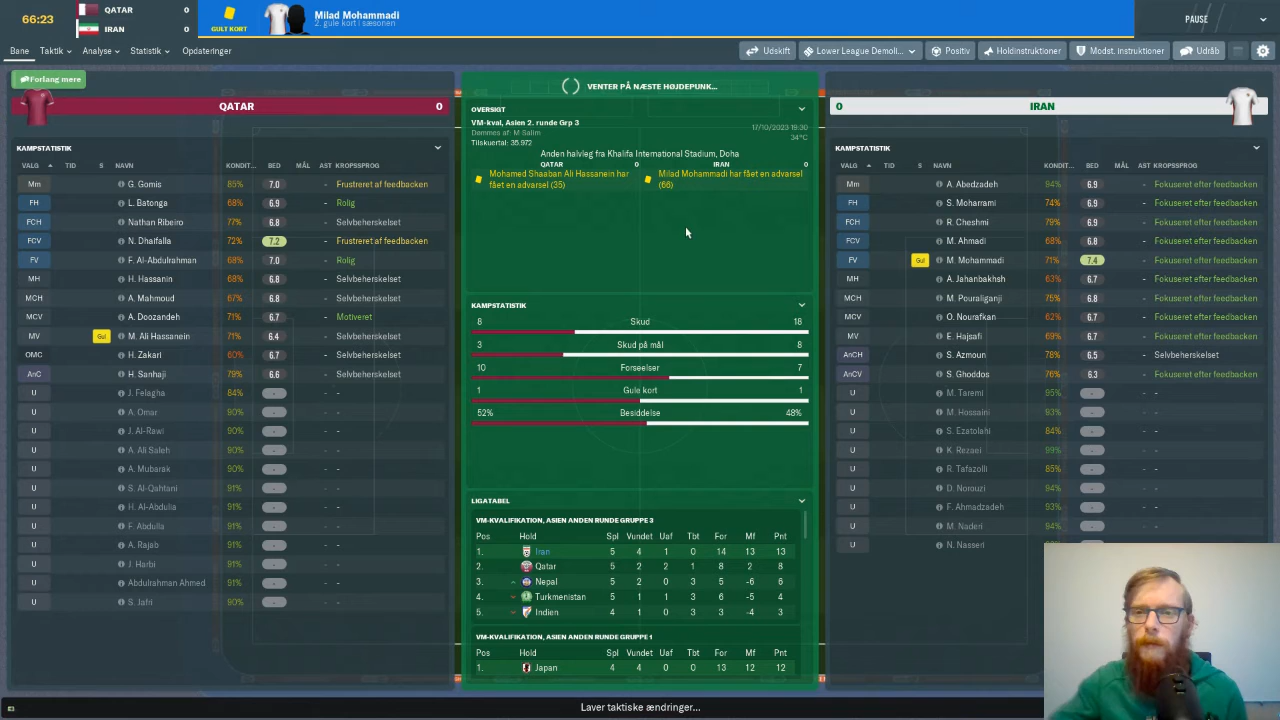 66:23
QATAR 0
IRAN 0
GULT KORT
Milad Mohammadi
2. gule kort i sæsonen
PAUSE
Bane Taktik Analyse Statistik Opdateringer
Udskift Lower League Demoli... Positiv Holdinstruktioner Modst. instruktioner Udråb
Forlang mere
QATAR 0
KAMPSTATISTIK
VALG TID S NAVN KONDIT... BED MÅL AST KROPSSPROG
Mm G. Gomis 85% 7.0 - Frustreret af feedbacken
FH L. Batonga 68% 6.9 - Rolig
FCH Nathan Ribeiro 77% 6.8 - Selvbeherskelset
FCV N. Dhaifalla 72% 7.2 - Frustreret af feedbacken
FV F. Al-Abdulrahman 68% 7.0 - Rolig
MH H. Hassanin 68% 6.8 - Selvbeherskelset
MCH A. Mahmoud 67% 6.8 - Selvbeherskelset
MCV A. Doozandeh 71% 6.7 - Motiveret
MV Gul M. Ali Hassanein 71% 6.4 - Selvbeherskelset
OMC H. Zakari 60% 6.7 - Selvbeherskelset
AnC H. Sanhaji 79% 6.6 - Selvbeherskelset
U J. Felagha 84% - - -
U A. Omar 90% - - -
U J. Al-Rawi 90% - - -
U A. Ali Saleh 90% - - -
U A. Mubarak 90% - - -
U S. Al-Qahtani 91% - - -
U H. Al-Abdulla 91% - - -
U F. Abdulla 91% - - -
U A. Rajab 91% - - -
U J. Harbi 91% - - -
U Abdulrahman Ahmed 91% - - -
U S. Jafri 90% - - -
VENTER PÅ NÆSTE HØJDEPUNK...
OVERSIGT
VM-kval, Asien 2. runde Grp 3
Dømmes af: M Salim
Tilskuertal: 35.972
17/10/2023 19:30
34°C
Anden halvleg fra Khalifa International Stadium, Doha
QATAR 0 IRAN 0
Mohamed Shaaban Ali Hassanein har
fået en advarsel (35)
Milad Mohammadi har fået en advarsel
(66)
KAMPSTATISTIK
8 Skud 18
3 Skud på mål 8
10 Forseelser 7
1 Gule kort 1
52% Besiddelse 48%
LIGATABEL
VM-KVALIFIKATION, ASIEN ANDEN RUNDE GRUPPE 3
Pos Hold Spl Vundet Uaf Tbt For Mf Pnt
1. Iran 5 4 1 0 14 13 13
2. Qatar 5 2 2 1 8 2 8
3. Nepal 5 2 0 3 5 -6 6
4. Turkmenistan 5 1 1 3 6 -5 4
5. Indien 4 1 0 3 3 -4 3
VM-KVALIFIKATION, ASIEN ANDEN RUNDE GRUPPE 1
Pos Hold Spl Vundet Uaf Tbt For Mf Pnt
1. Japan 4 4 0 0 13 12 12
0 IRAN
KAMPSTATISTIK
VALG TID S NAVN KONDIT... BED MÅL AST KROPSSPROG
Mm A. Abedzadeh 94% 6.9 - Fokuseret efter feedbacken
FH S. Moharrami 74% 6.9 - Fokuseret efter feedbacken
FCH R. Cheshmi 79% 6.9 - Fokuseret efter feedbacken
FCV M. Ahmadi 68% 6.8 - Fokuseret efter feedbacken
FV Gul M. Mohammadi 71% 7.4 - Fokuseret efter feedbacken
MH A. Jahanbakhsh 63% 6.7 - Fokuseret efter feedbacken
MCH M. Pouraliganji 75% 6.8 - Fokuseret efter feedbacken
MCV O. Nourafkan 62% 6.7 - Fokuseret efter feedbacken
MV E. Hajsafi 69% 6.7 - Fokuseret efter feedbacken
AnCH S. Azmoun 78% 6.5 - Selvbeherskelset
AnCV S. Ghoddos 76% 6.3 - Fokuseret efter feedbacken
U M. Taremi 95% - - -
U M. Hossaini 93% - - -
U S. Ezatolahi 84% - - -
U K. Rezaei 99% - - -
U R. Tafazolli 85% - - -
U D. Norouzi 94% - - -
U F. Ahmadzadeh 93% - - -
U M. Naderi 94% - - -
U N. Nasseri
Laver taktiske ændringer...